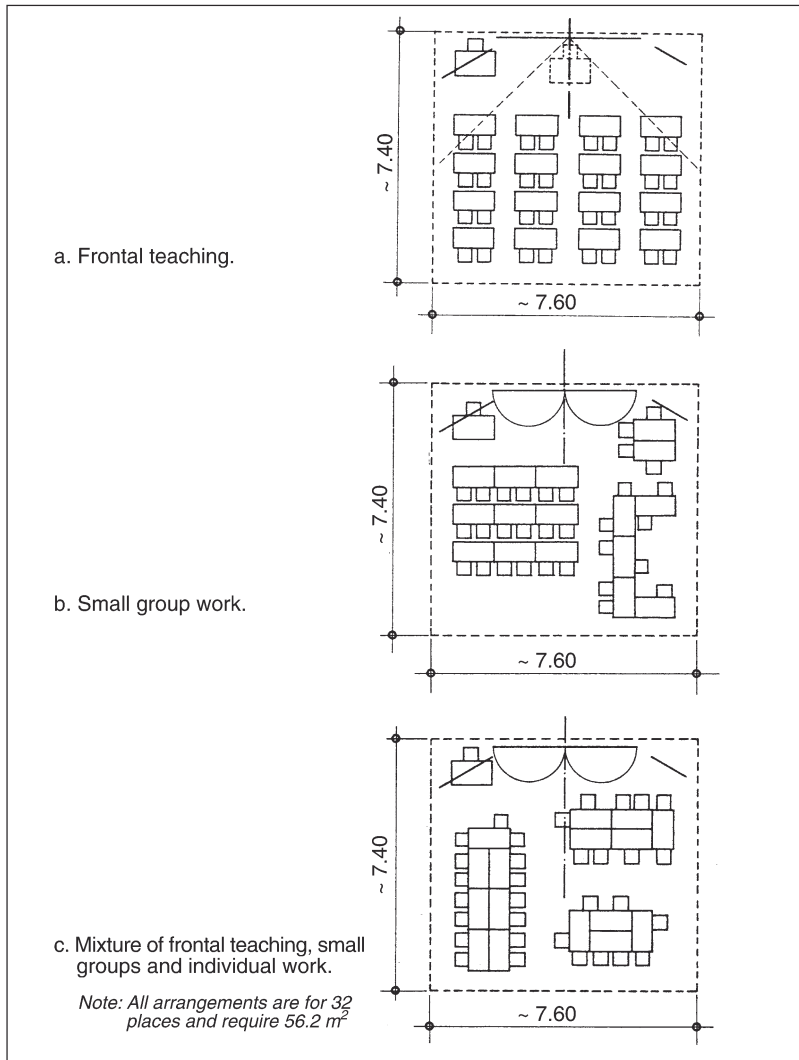 ~ 7.40
a. Frontal teaching.
~ 7.60
~ 7.40
b. Small group work.
~ 7.60
~ 7.40
c. Mixture of frontal teaching, small
groups and individual work.
Note: All arrangements are for 32
places and require 56.2 m²
~ 7.60